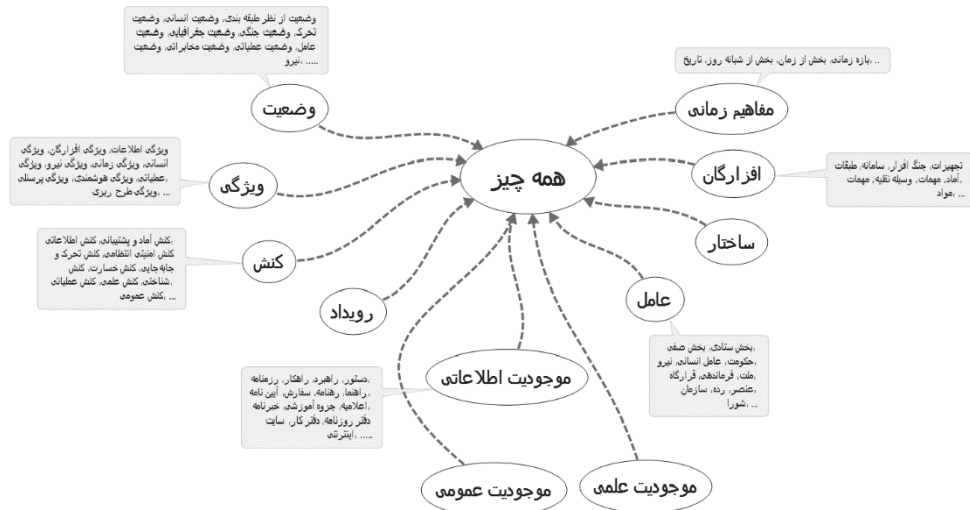 وضعیت از نظر طبقه بندی, وضعیت انسانی, وضعیت
تحرک, وضعیت جنگی, وضعیت جغرافیایی, وضعیت
عامل, وضعیت عملیاتی, وضعیت مخابراتی, وضعیت
نیرو, .....
وضعیت
بازه زمانی, بخش از زمان, بخش از شبانه روز, تاریخ, ..
مفاهیم زمانی
همه چیز
ویژگی اطلاعات, ویژگی افزارگان, ویژگی
انسانی, ویژگی زمانی, ویژگی نیرو, ویژگی
عملیاتی, ویژگی هوشمندی, ویژگی پرسنلی
ویژگی طرح ریزی, ...
ویژگی
تجهیزات, جنگ افزار, سامانه, طبقات
آماد, مهمات, وسیله نقلیه, مهمات
مواد, ...
افزارگان
ساختار
کنش آماد و پشتیبانی, کنش اطلاعاتی,
کنش امنیتی انتظامی, کنش تحرک و
جابه جایی, کنش خسارت, کنش
شناختی, کنش علمی, کنش عملیاتی,
کنش عمومی, ...
کنش
رویداد
عامل
بخش ستادی, بخش صفی,
حکومت, عامل انسانی, نیرو
ملت, فرماندهی, قرارگاه
عنصر, رده, سازمان,
شورا, ...
دستور, راهبرد, راهکار, رزمنامه,
راهنما, رهنامه, سفارش, آیین نامه,
اعلامیه, جزوه آموزشی, خبرنامه,
دفتر روزنامه, دفتر کار, سایت
اینترنتی, .....
موجودیت اطلاعاتی
موجودیت عمومی
موجودیت علمی